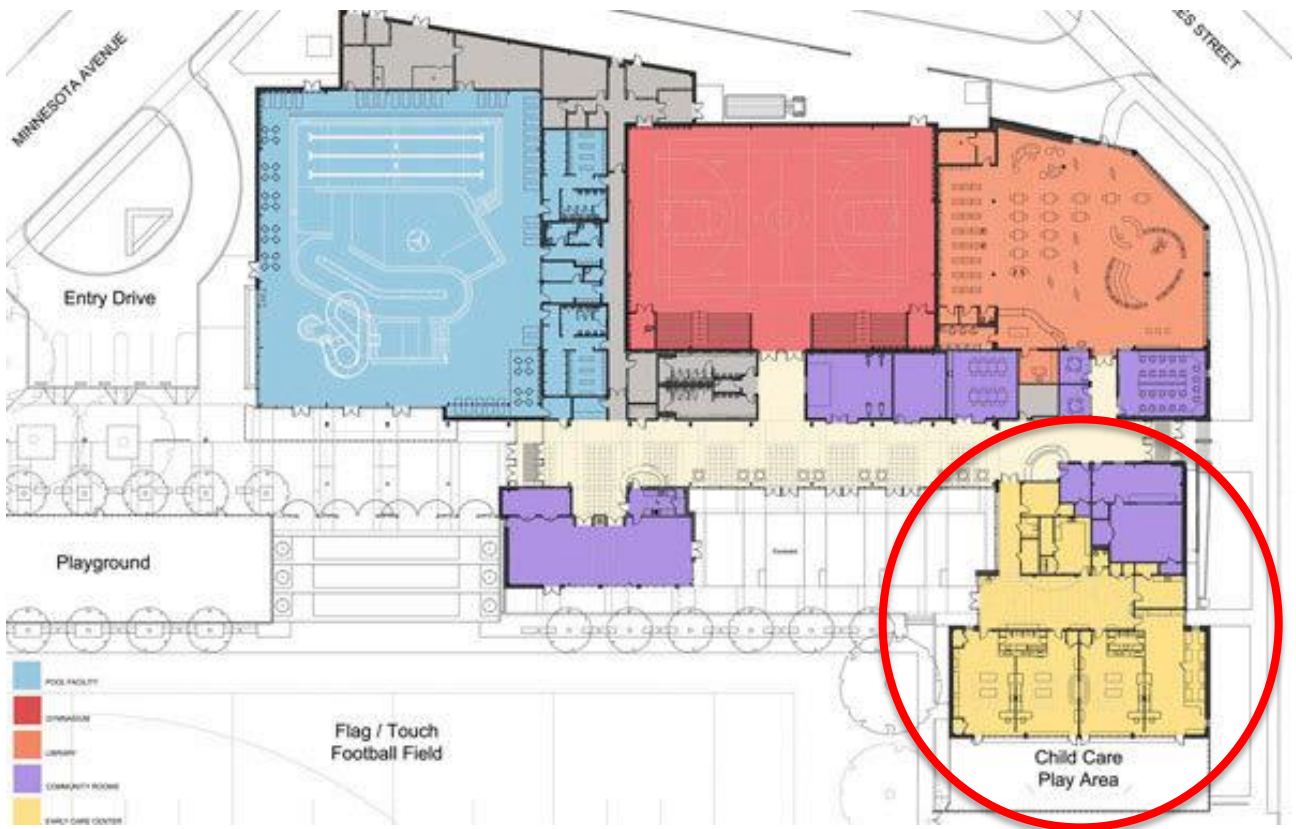 MINNESOTA AVENUE
ES STREET
Entry Drive
Playground
POOL FACILITY
GYMNASIUM
LIBRARY
COMMUNITY ROOMS
EARLY CARE CENTER
Flag / Touch
Football Field
Child Care
Play Area